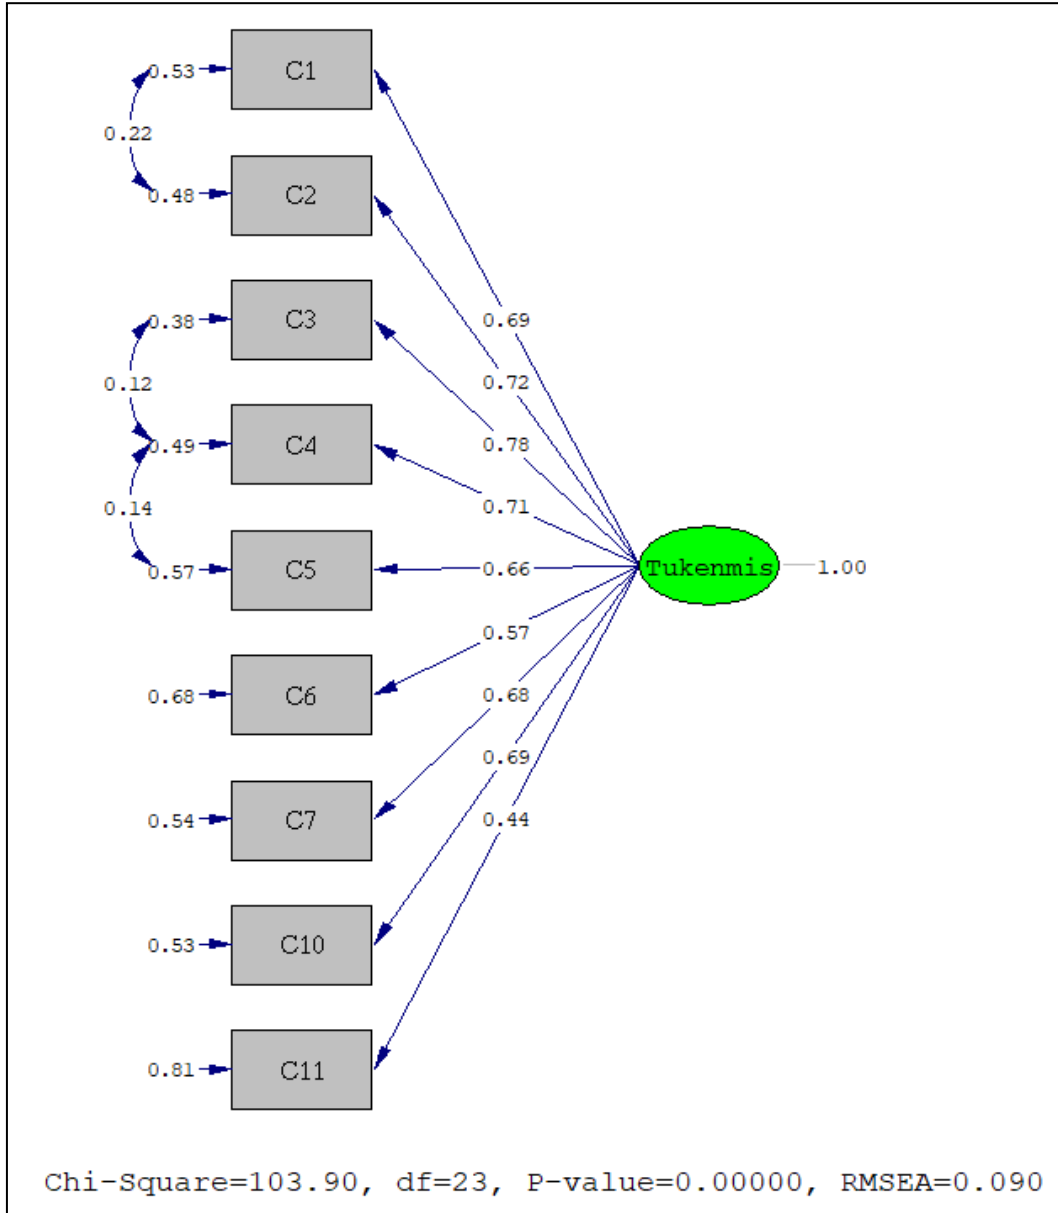 0.53
C1
0.22
0.48
C2
0.38
C3
0.69
0.12
0.72
0.49
C4
0.78
0.14
0.71
0.57
C5
0.66
Tukenmis
1.00
0.57
0.68
C6
0.68
0.69
0.54
C7
0.44
0.53
C10
0.81
C11
Chi-Square=103.90, df=23, P-value=0.00000, RMSEA=0.090